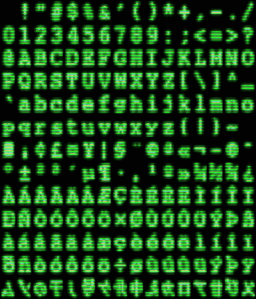 ! " # $ % & ' ( ) * + , - . /
0 1 2 3 4 5 6 7 8 9 : ; < = > ?
@ A B C D E F G H I J K L M N O
P Q R S T U V W X Y Z [ \ ] ^ _
` a b c d e f g h i j k l m n o
p q r s t u v w x y z { | } ~
¡ ¢ £ ¤ ¥ ¦ § ¨ © ª « ¬ - ® ¯
° ± ² ³ ´ µ ¶ · ¸ ¹ º » ¼ ½ ¾ ¿
À Á Â Ã Ä Å Æ Ç È É Ê Ë Ì Í Î Ï
Ð Ñ Ò Ó Ô Õ Ö × Ø Ù Ú Û Ü Ý Þ ß
à á â ã ä å æ ç è é ê ë ì í î ï
ð ñ ò ó ô õ ö ÷ ø ù ú û ü ý þ ÿ